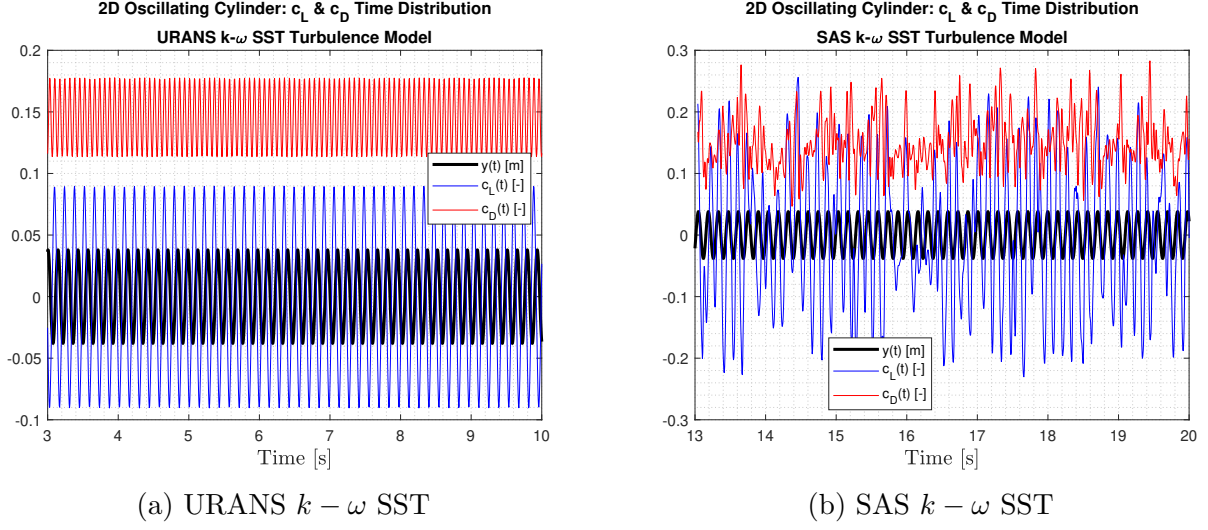 2D Oscillating Cylinder: c_L & c_D Time Distribution
URANS k-ω SST Turbulence Model
0.2
0.15
0.1
0.05
0
-0.05
-0.1
y(t) [m]
c_L(t) [-]
c_D(t) [-]
3 4 5 6 7 8 9 10
Time [s]
(a) URANS k − ω SST
2D Oscillating Cylinder: c_L & c_D Time Distribution
SAS k-ω SST Turbulence Model
0.3
0.2
0.1
0
-0.1
-0.2
-0.3
y(t) [m]
c_L(t) [-]
c_D(t) [-]
13 14 15 16 17 18 19 20
Time [s]
(b) SAS k − ω SST